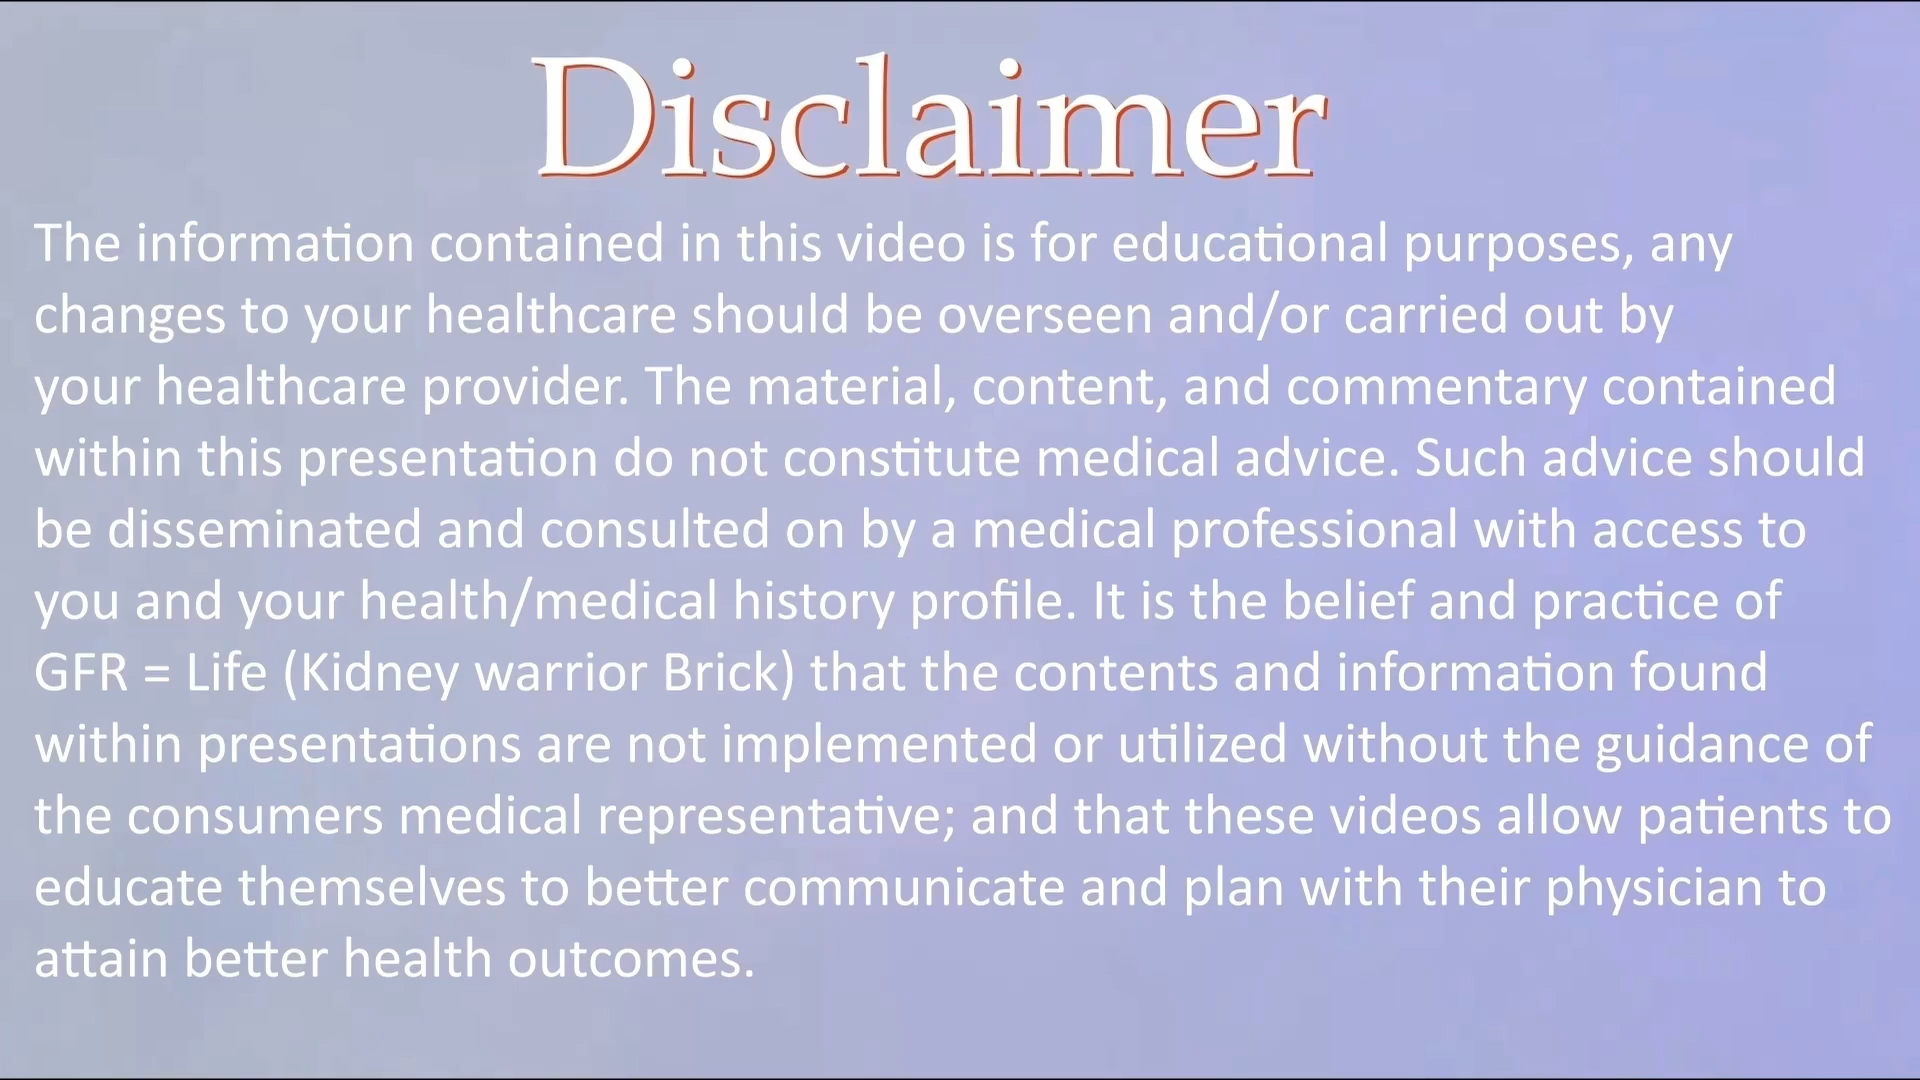 Disclaimer
The information contained in this video is for educational purposes, any
changes to your healthcare should be overseen and/or carried out by
your healthcare provider. The material, content, and commentary contained
within this presentation do not constitute medical advice. Such advice should
be disseminated and consulted on by a medical professional with access to
you and your health/medical history profile. It is the belief and practice of
GFR = Life (Kidney warrior Brick) that the contents and information found
within presentations are not implemented or utilized without the guidance of
the consumers medical representative; and that these videos allow patients to
educate themselves to better communicate and plan with their physician to
attain better health outcomes.